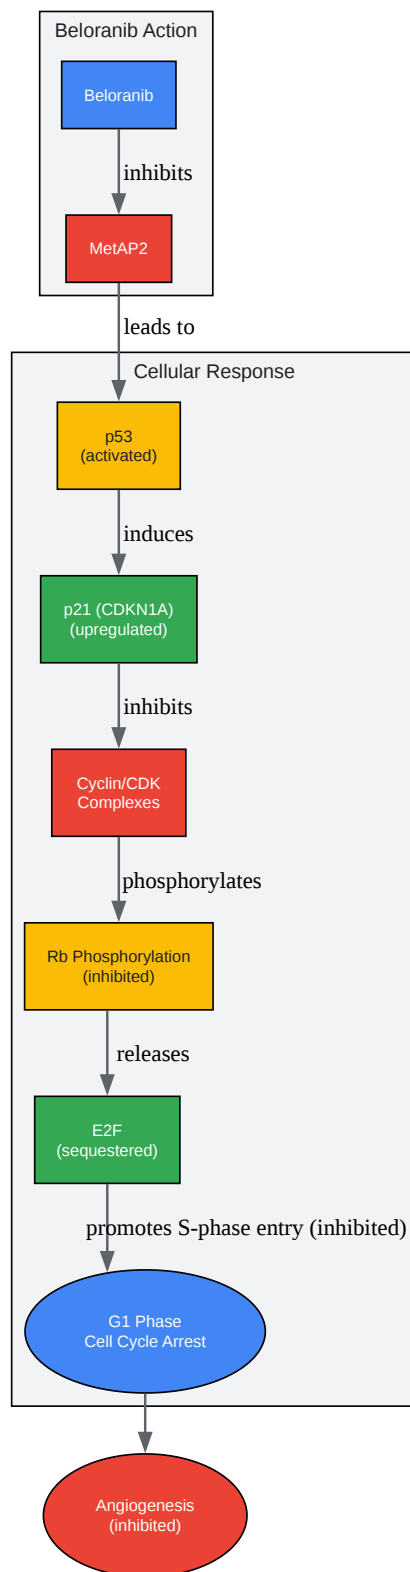 Beloranib Action
Beloranib
inhibits
MetAP2
leads to
Cellular Response
p53
(activated)
induces
p21 (CDKN1A)
(upregulated)
inhibits
Cyclin/CDK
Complexes
phosphorylates
Rb Phosphorylation
(inhibited)
releases
E2F
(sequestered)
promotes S-phase entry (inhibited)
G1 Phase
Cell Cycle Arrest
Angiogenesis
(inhibited)